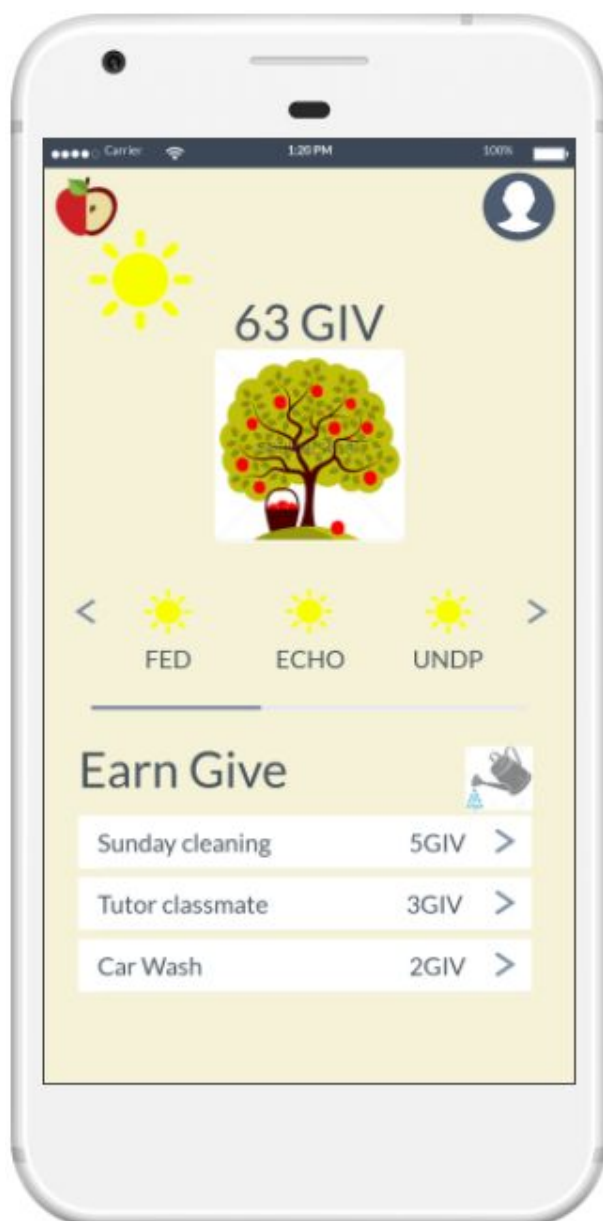 Carrier 1:20 PM 100%
63 GIV
FED ECHO UNDP
Earn Give
Sunday cleaning 5GIV >
Tutor classmate 3GIV >
Car Wash 2GIV >